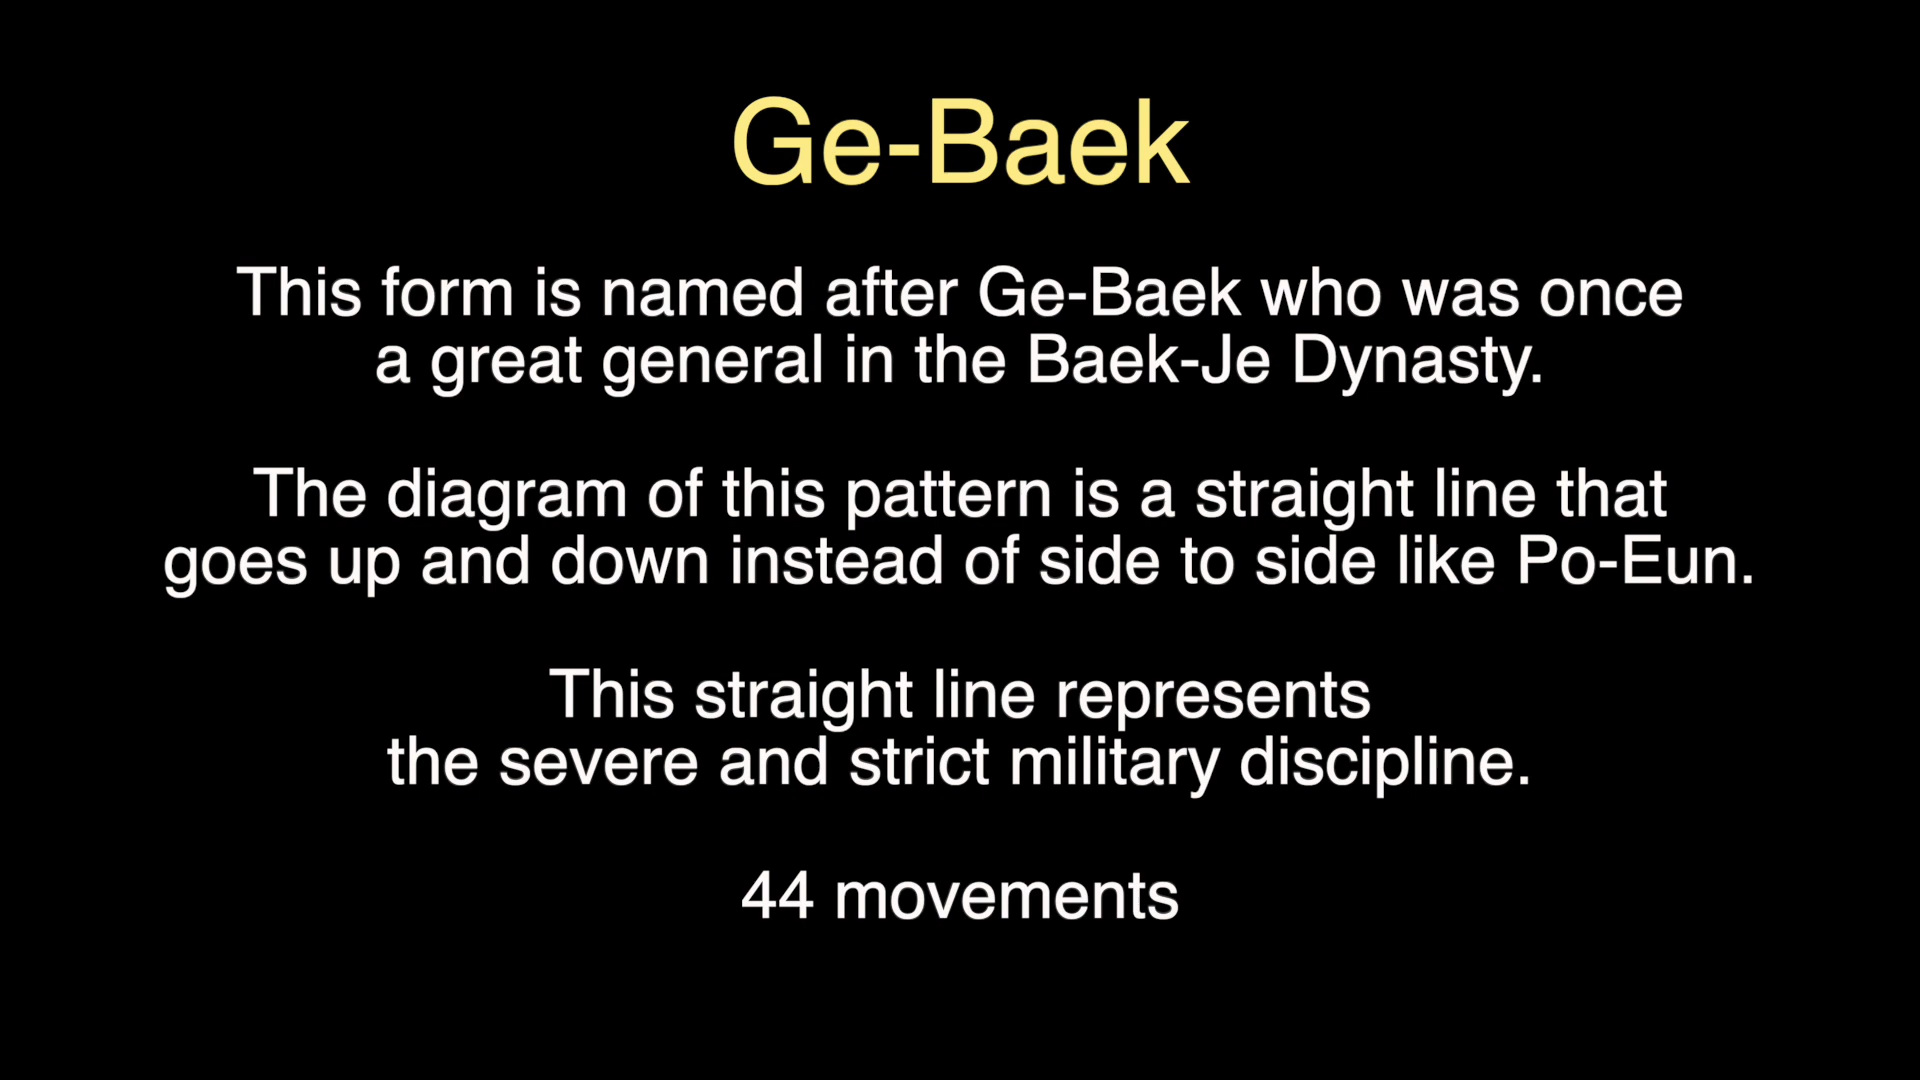 Ge-Baek
This form is named after Ge-Baek who was once
a great general in the Baek-Je Dynasty.
The diagram of this pattern is a straight line that
goes up and down instead of side to side like Po-Eun.
This straight line represents
the severe and strict military discipline.
44 movements